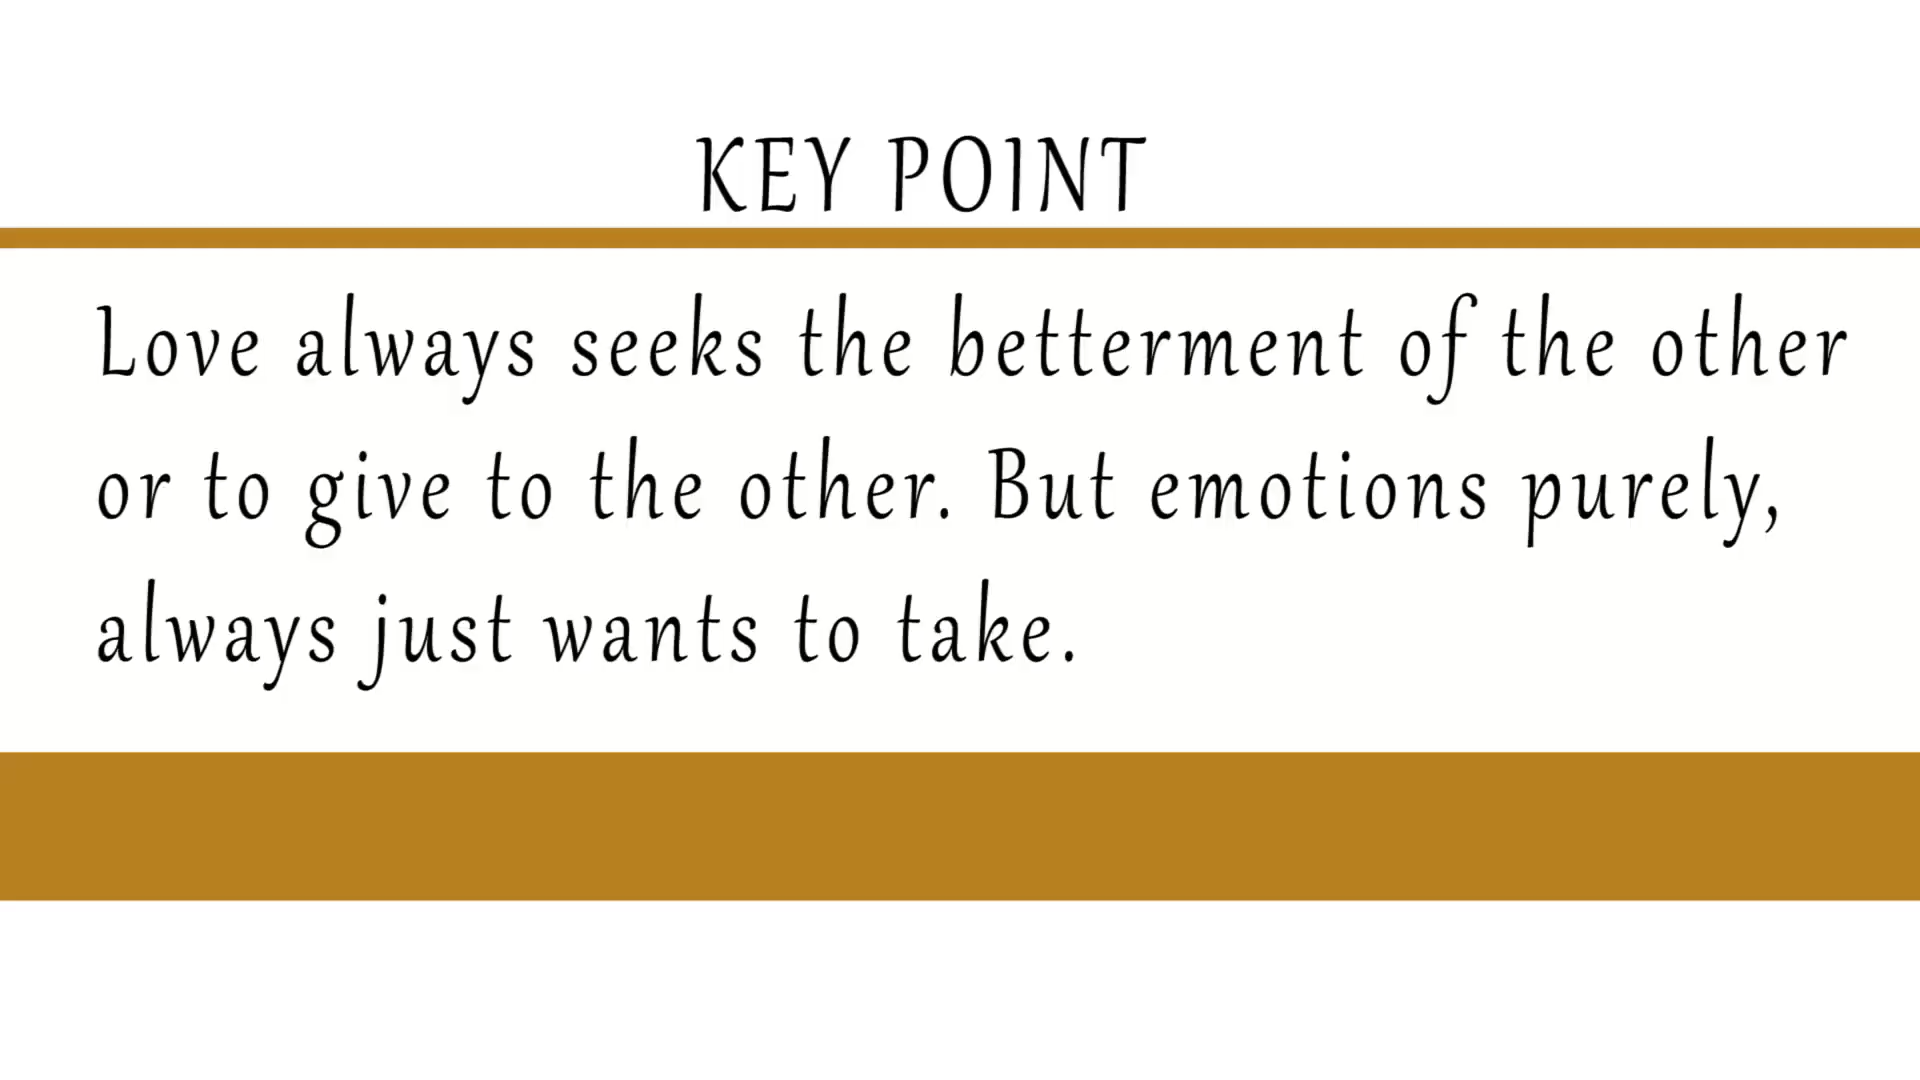 KEY POINT
Love always seeks the betterment of the other
or to give to the other. But emotions purely,
always just wants to take.